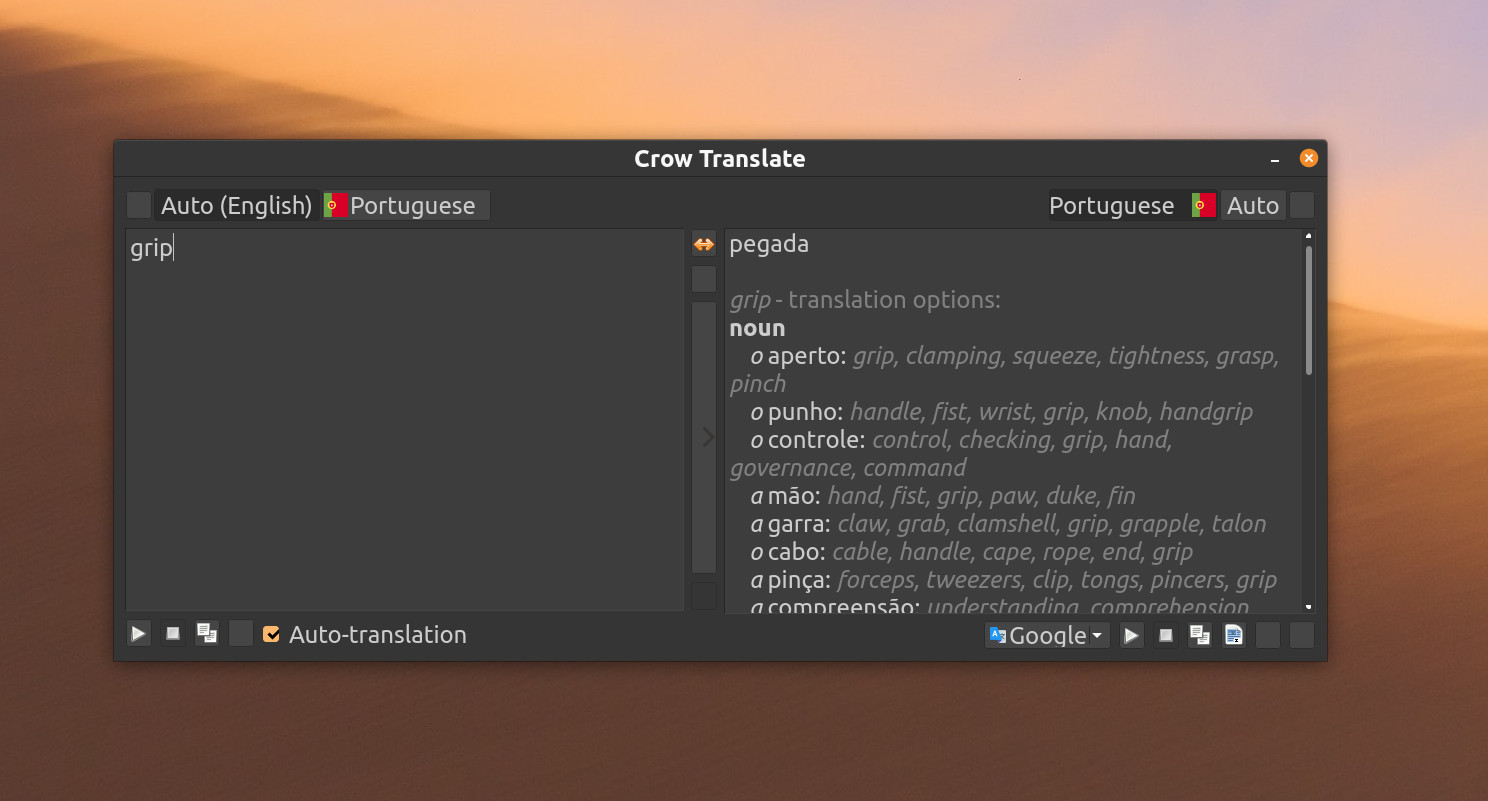 Crow Translate
Auto (English) Portuguese
Portuguese Auto
grip
pegada
grip - translation options:
noun
o aperto: grip, clamping, squeeze, tightness, grasp,
pinch
o punho: handle, fist, wrist, grip, knob, handgrip
o controle: control, checking, grip, hand,
governance, command
a mão: hand, fist, grip, paw, duke, fin
a garra: claw, grab, clamshell, grip, grapple, talon
o cabo: cable, handle, cape, rope, end, grip
a pinça: forceps, tweezers, clip, tongs, pincers, grip
a compreensão: understanding, comprehension
Auto-translation
Google